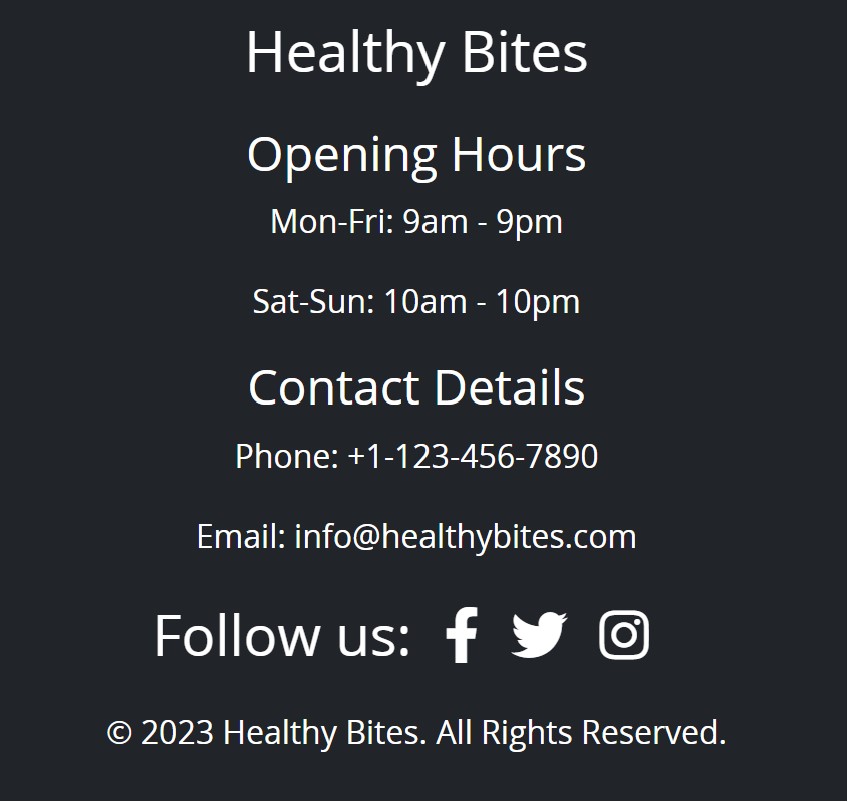 Healthy Bites
Opening Hours
Mon-Fri: 9am - 9pm
Sat-Sun: 10am - 10pm
Contact Details
Phone: +1-123-456-7890
Email: info@healthybites.com
Follow us:
© 2023 Healthy Bites. All Rights Reserved.